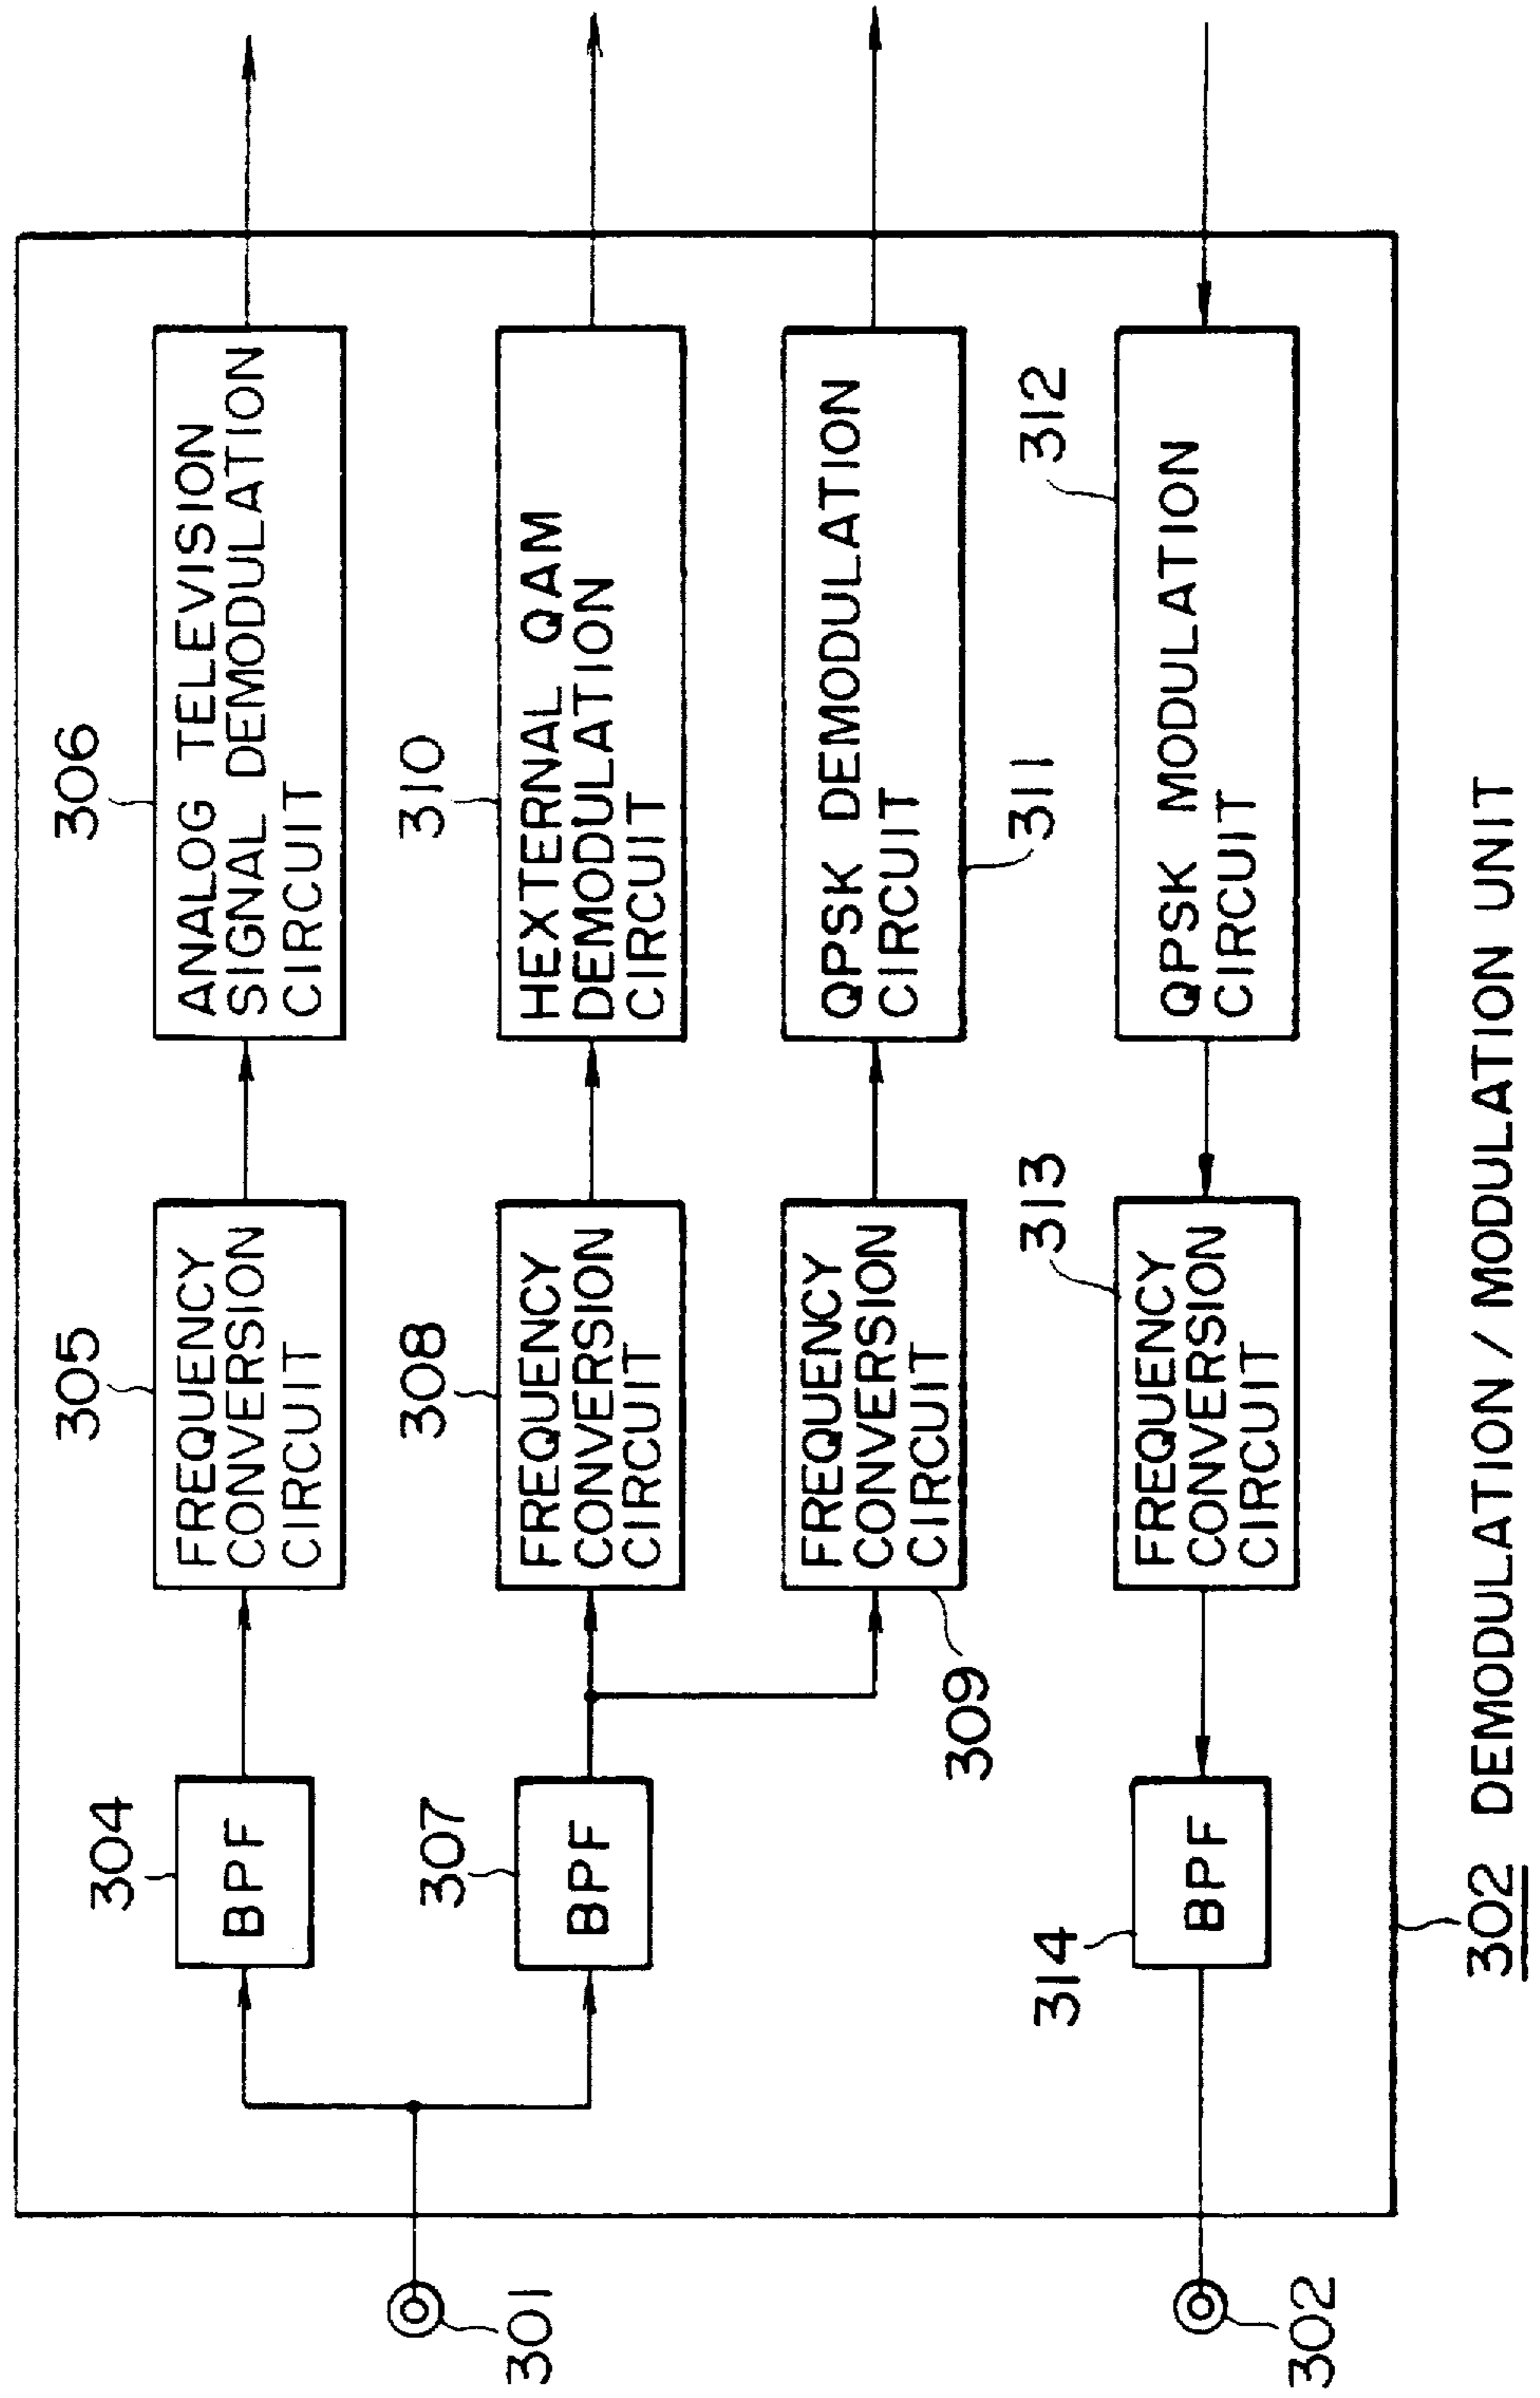 304
BPF
305
FREQUENCY
CONVERSION
CIRCUIT
306
ANALOG TELEVISION
SIGNAL DEMODULATION
CIRCUIT
301
307
BPF
308
FREQUENCY
CONVERSION
CIRCUIT
310
HEXTERNAL QAM
DEMODULATION
CIRCUIT
309
FREQUENCY
CONVERSION
CIRCUIT
QPSK DEMODULATION
CIRCUIT
311
302
314
BPF
313
FREQUENCY
CONVERSION
CIRCUIT
312
QPSK MODULATION
CIRCUIT
302 DEMODULATION / MODULATION UNIT